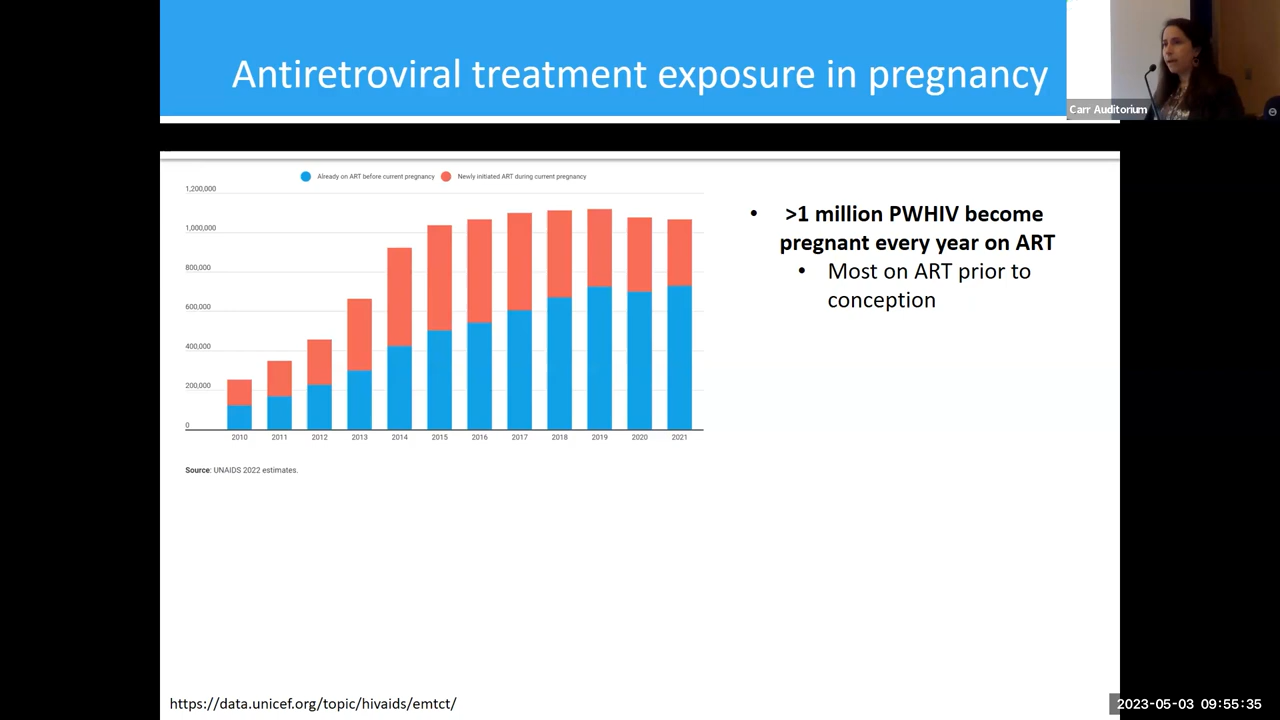 Antiretroviral treatment exposure in pregnancy
Carr Auditorium
Already on ART before current pregnancy
Newly initiated ART during current pregnancy
1,200,000
1,000,000
800,000
600,000
400,000
200,000
0
2010 2011 2012 2013 2014 2015 2016 2017 2018 2019 2020 2021
Source: UNAIDS 2022 estimates.
• >1 million PWHIV become
pregnant every year on ART
• Most on ART prior to
conception
https://data.unicef.org/topic/hivaids/emtct/
2023-05-03 09:55:35